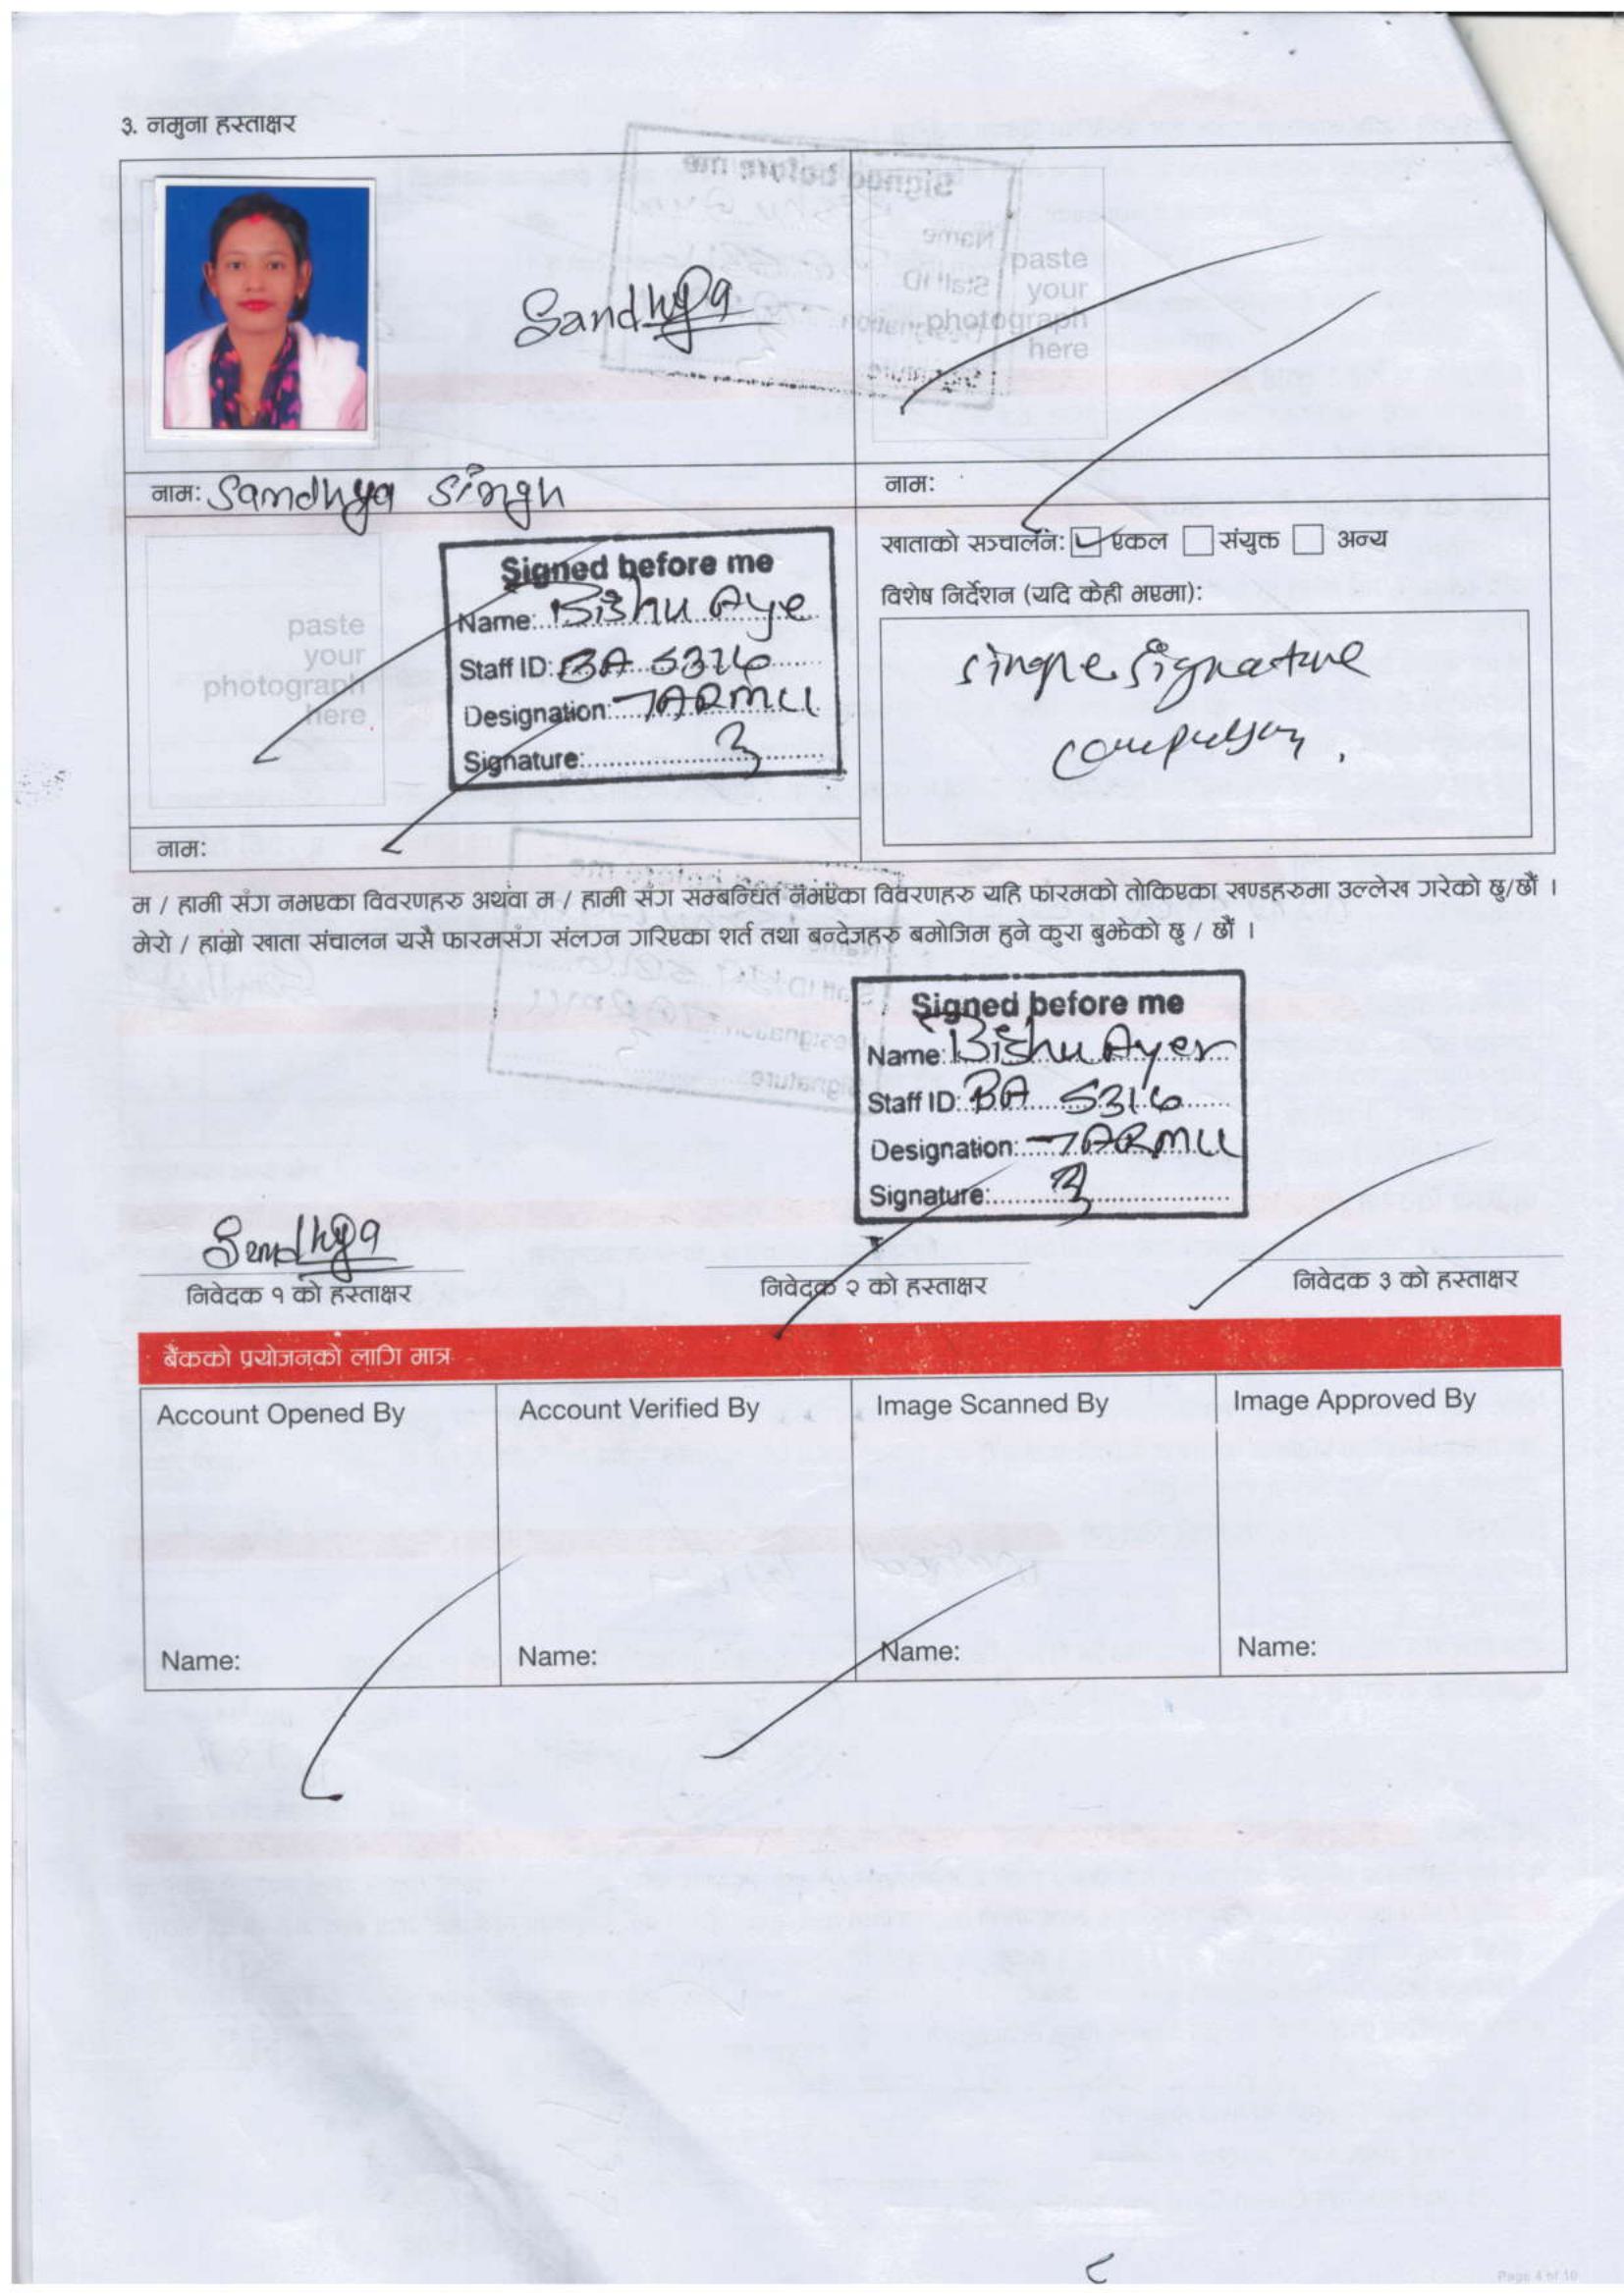 ३. नमुना हस्ताक्षर
Sandhya
paste
your
photograph
here
नाम: Sandhya Singh
नाम:
Signed before me
Name: Bishu Aye
Staff ID: BA 5316
Designation: TARMU
Signature:
paste
your
photograph
here
नाम:
खाताको सञ्चालन: एकल संयुक्त अन्य
विशेष निर्देशन (यदि केही भएमा):
single signature
compulsory.
म / हामी सँग नभएका विवरणहरु अथवा म / हामी सँग सम्बन्धित नभएका विवरणहरु यहि फारमको तोकिएका खण्डहरुमा उल्लेख गरेको छु/छौं ।
मेरो / हाम्रो खाता संचालन यसै फारमसंग संलग्न गरिएका शर्त तथा बन्देजहरु बमोजिम हुने कुरा बुझेको छु / छौं ।
Signed before me
Name: Bishu Ayer
Staff ID: BA 5316
Designation: TARMU
Signature:
Sandhya
निवेदक १ को हस्ताक्षर निवेदक २ को हस्ताक्षर निवेदक ३ को हस्ताक्षर
बैंकको प्रयोजनको लागि मात्र
Account Opened By Account Verified By Image Scanned By Image Approved By
Name: Name: Name: Name:
Page 4 of 10